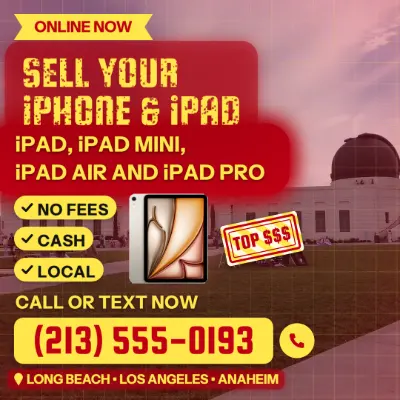 ONLINE NOW
SELL YOUR
iPHONE & iPAD
iPAD, iPAD MINI,
iPAD AIR AND iPAD PRO
NO FEES
CASH
LOCAL
TOP $$$
CALL OR TEXT NOW
(213) 555-0193
LONG BEACH • LOS ANGELES • ANAHEIM